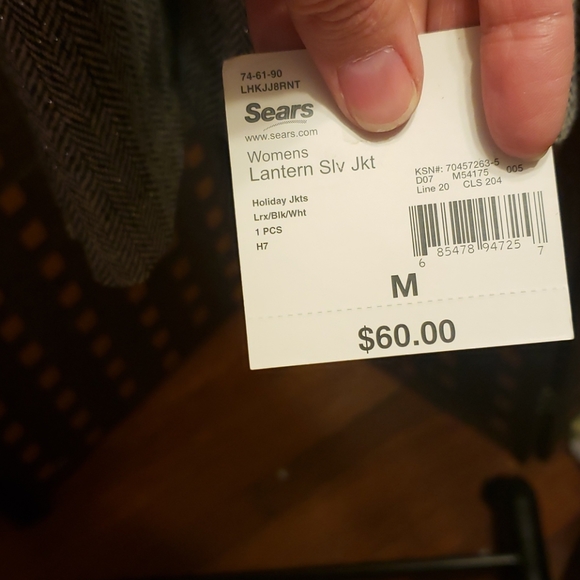 74-61-90
LHKJJ8RNT
Sears
www.sears.com
Womens
Lantern Slv Jkt
Holiday Jkts
Lrx/Blk/Wht
1 PCS
H7
KSN#: 70457263-5
D07 M54175 005
Line 20 CLS 204
6 85478 94725 7
M
$60.00